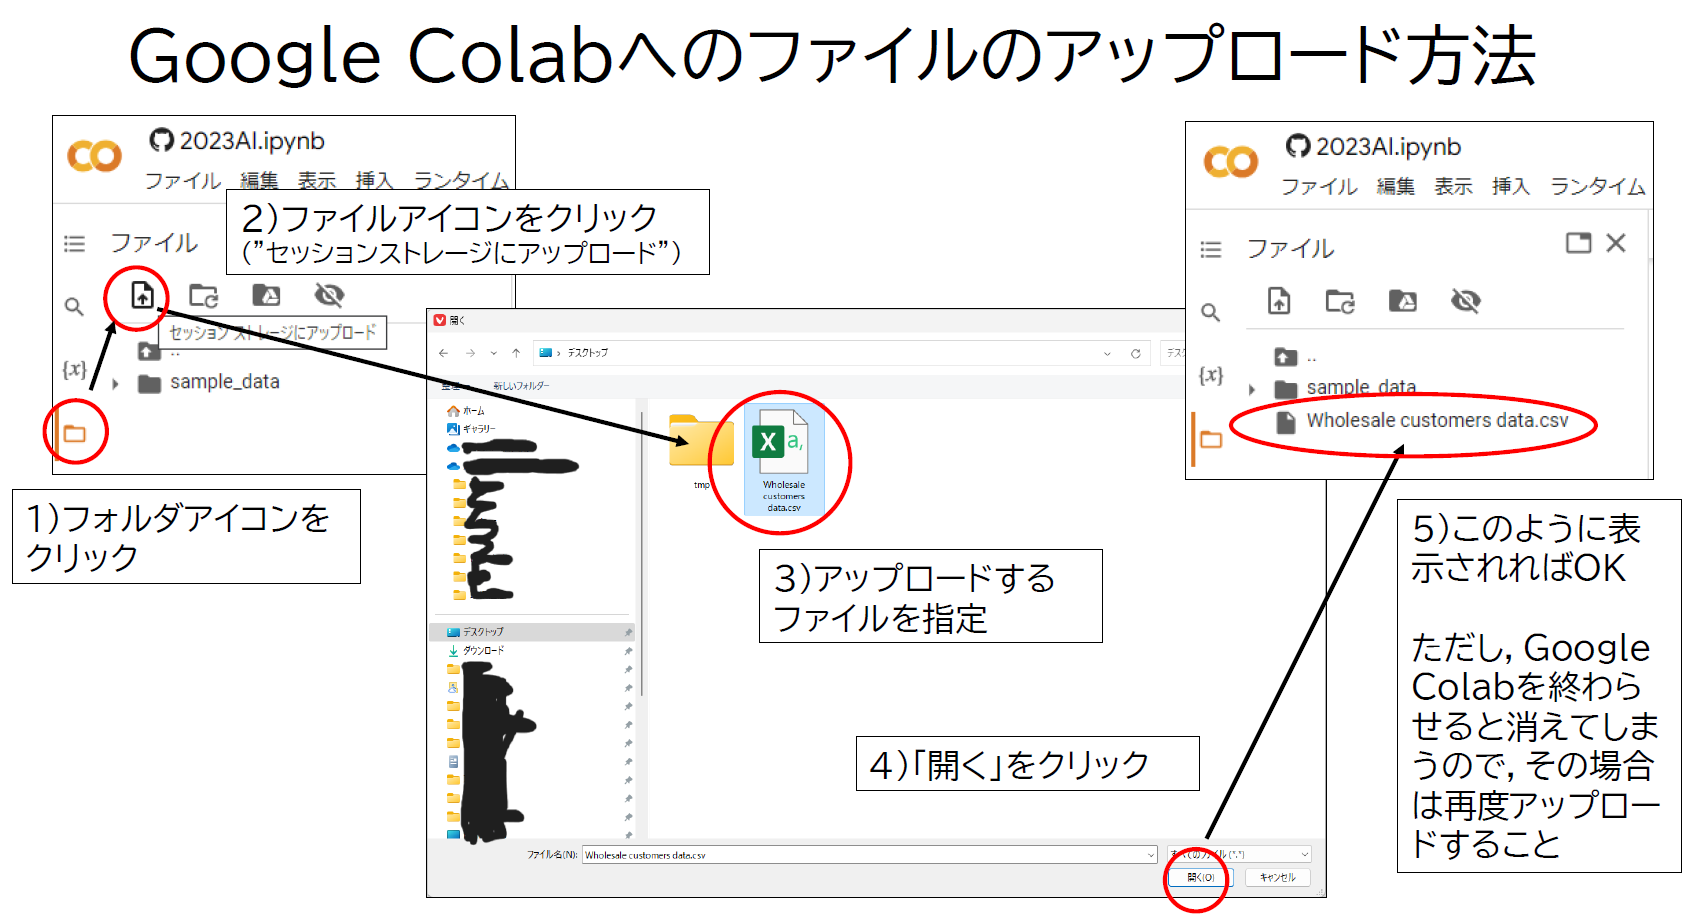 Google Colabへのファイルのアップロード方法
2023AI.ipynb
ファイル 編集 表示 挿入 ランタイム
2)ファイルアイコンをクリック
("セッションストレージにアップロード")
ファイル
セッション ストレージにアップロード
..
{x}
sample_data
1)フォルダアイコンを
クリック
開く
デスクトップ
新しいフォルダー
ホーム
ギャラリー
デスクトップ
ダウンロード
tmp
Wholesale
customers
data.csv
3)アップロードする
ファイルを指定
4)「開く」をクリック
ファイル名(N):
Wholesale customers data.csv
すべてのファイル (*.*)
開く(O)
キャンセル
2023AI.ipynb
ファイル 編集 表示 挿入 ランタイム
ファイル
..
{x}
sample_data
Wholesale customers data.csv
5)このように表
示されればOK
ただし,Google
Colabを終わら
せると消えてしま
うので,その場合
は再度アップロー
ドすること